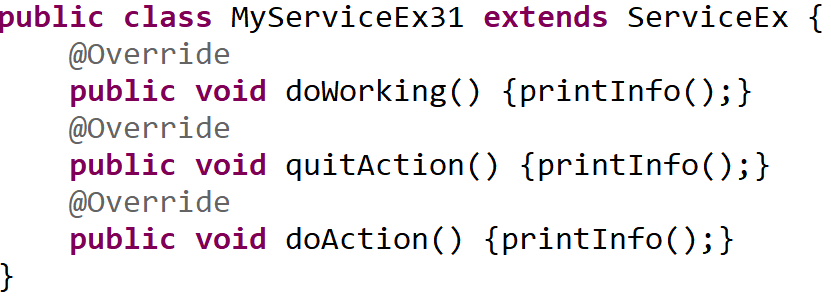 public class MyServiceEx31 extends ServiceEx {
    @Override
    public void doWorking() {printInfo();}
    @Override
    public void quitAction() {printInfo();}
    @Override
    public void doAction() {printInfo();}
}